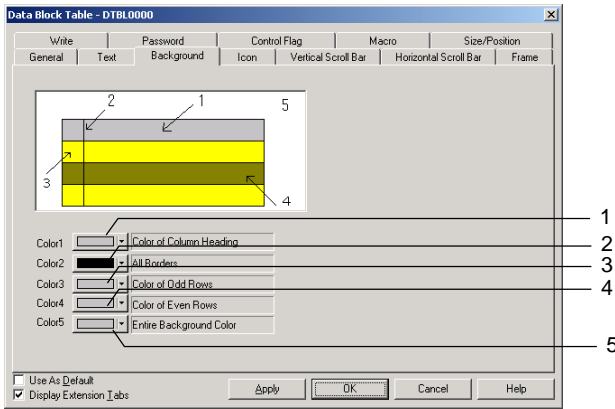 Data Block Table - DTBL0000
Write Password Control Flag Macro Size/Position
General Text Background Icon Vertical Scroll Bar Horizontal Scroll Bar Frame
2 1 5
3
4
Color1 Color of Column Heading 1
Color2 All Borders 2
Color3 Color of Odd Rows 3
Color4 Color of Even Rows 4
Color5 Entire Background Color 5
Use As Default
Display Extension Tabs Apply OK Cancel Help